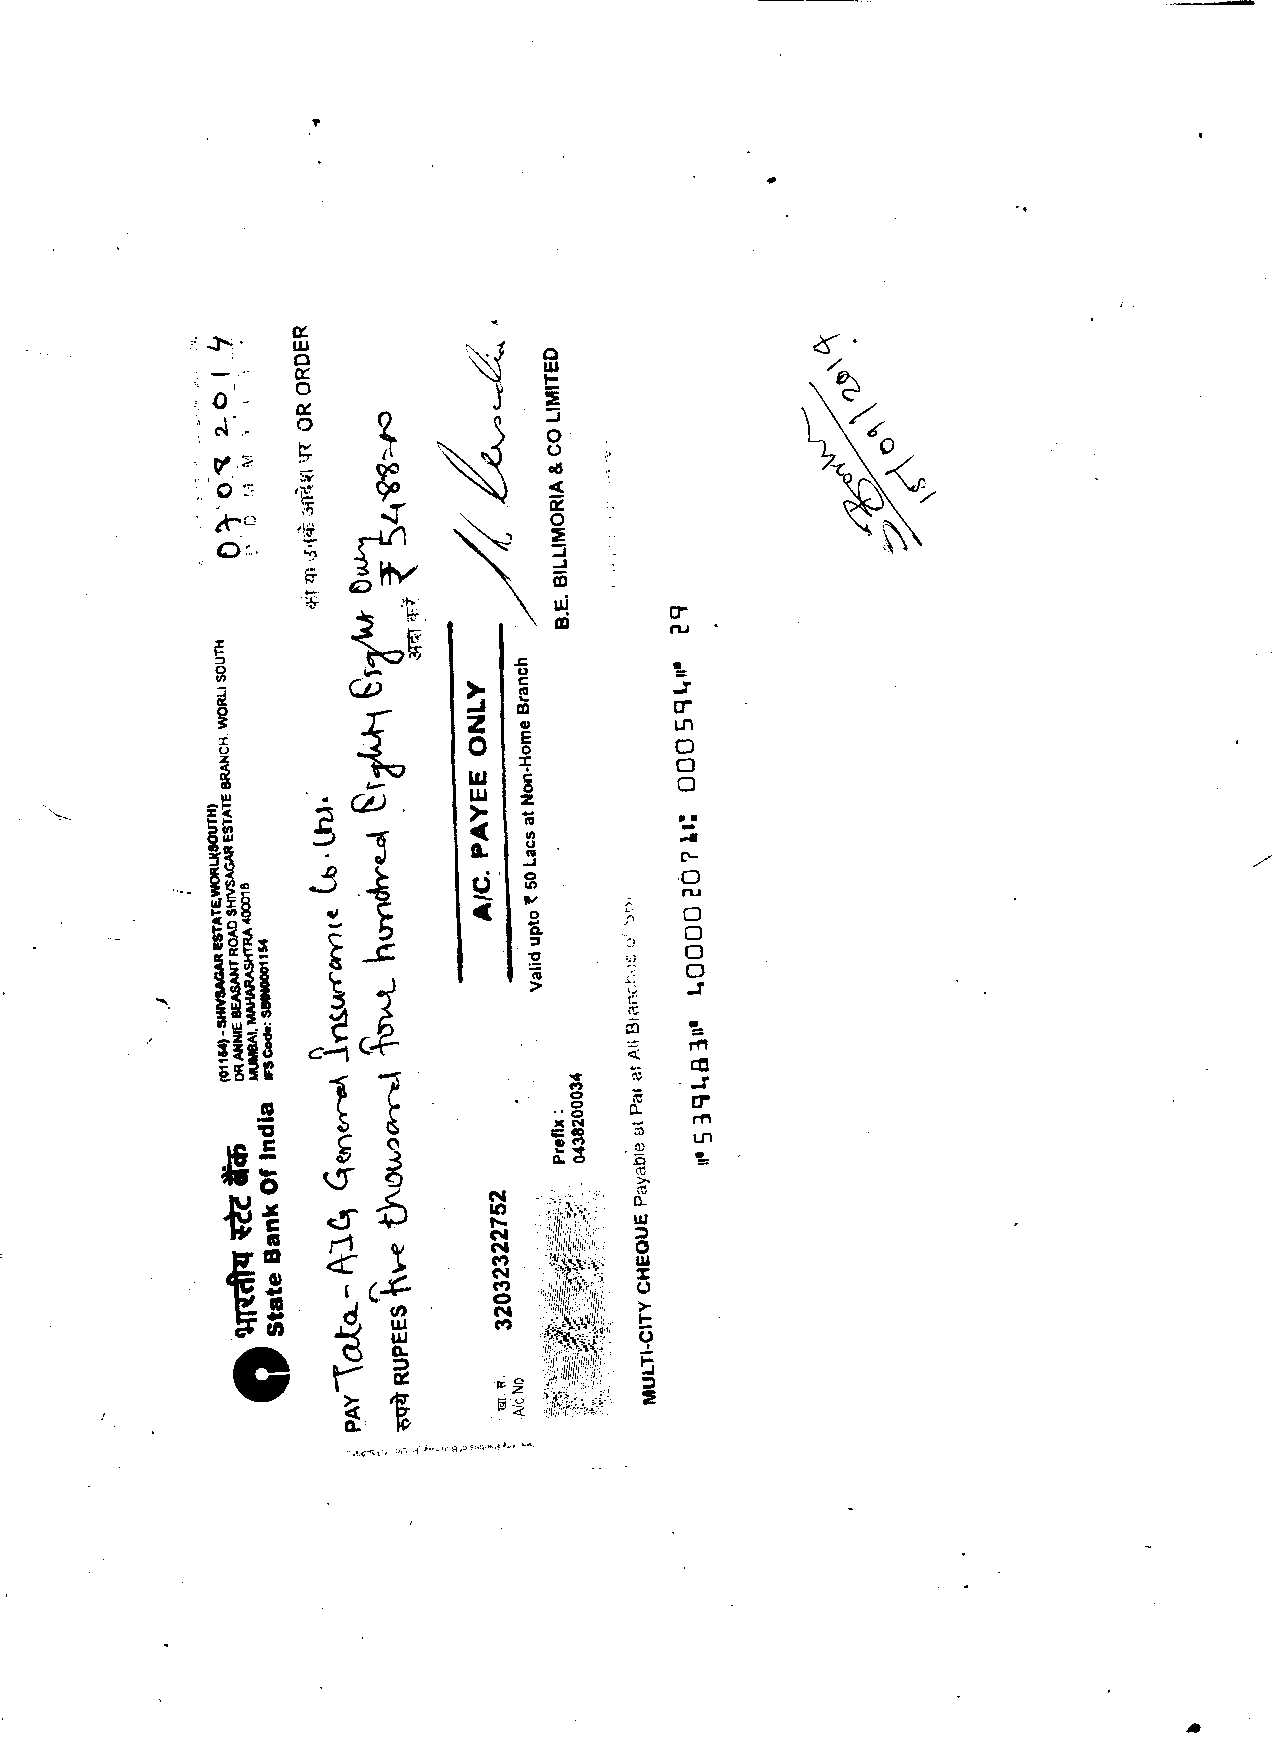 भारतीय स्टेट बैंक
State Bank Of India
(01154) - SHIVSAGAR ESTATE,WORLI(SOUTH)
DR ANNIE BEASANT ROAD SHIVSAGAR ESTATE BRANCH, WORLI SOUTH
MUMBAI, MAHARASHTRA 400018
IFS Code: SBIN0001154
07082014
D D M M Y Y Y Y
PAY Tata-AIG General Insurance Co. Ltd.
को या उनके आदेश पर OR ORDER
रुपये RUPEES five thousand four hundred Eighty Eight Only
अदा करें ₹ 5488=00
A/C. PAYEE ONLY
खा. सं.
A/c No
32032322752
Valid upto ₹ 50 Lacs at Non-Home Branch
Prefix :
0438200034
B.E. BILLIMORIA & CO LIMITED
MULTI-CITY CHEQUE Payable at Par at All Branches of SBI
⑈539483⑈ 400002071⑆ 000594⑈ 29
15/09/2014